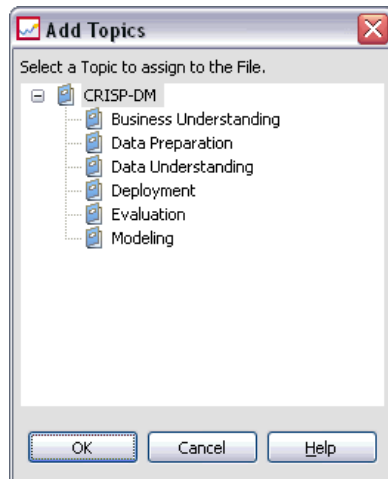 Add Topics
Select a Topic to assign to the File.
CRISP-DM
Business Understanding
Data Preparation
Data Understanding
Deployment
Evaluation
Modeling
OK Cancel Help